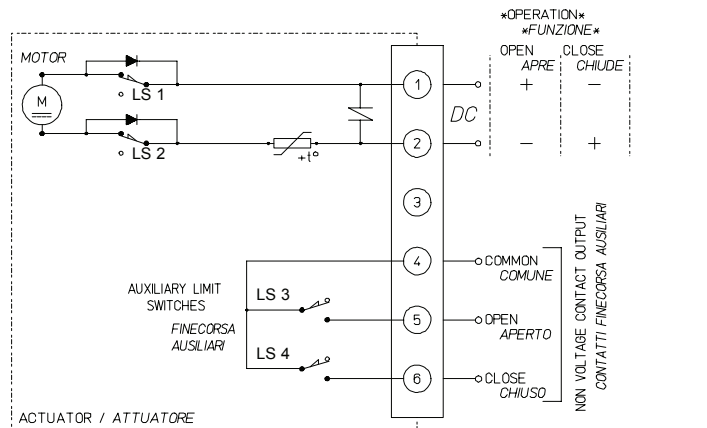 *OPERATION*
*FUNZIONE*
OPEN CLOSE
APRE CHIUDE
MOTOR
M
LS 1
1
DC
+ −
LS 2
+t°
2
− +
3
4
COMMON
COMUNE
AUXILIARY LIMIT
SWITCHES
FINECORSA
AUSILIARI
LS 3
5
OPEN
APERTO
LS 4
6
CLOSE
CHIUSO
NON VOLTAGE CONTACT OUTPUT
CONTATTI FINECORSA AUSILIARI
ACTUATOR / ATTUATORE